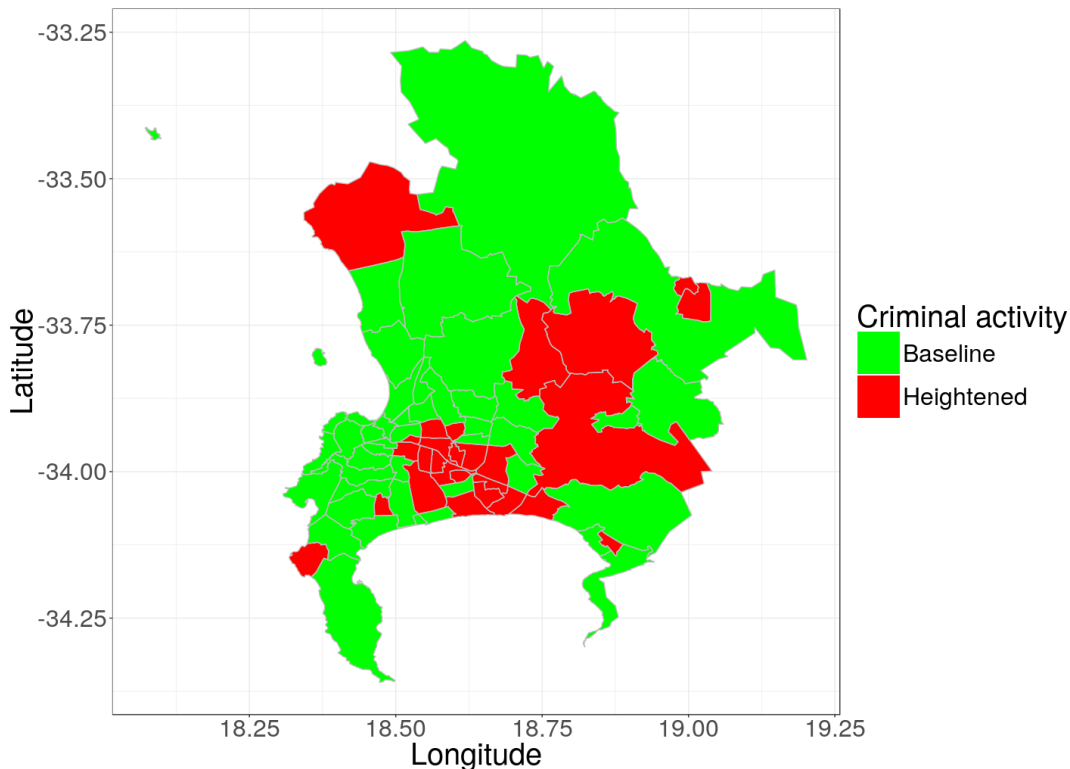 -33.25
-33.50
-33.75
-34.00
-34.25
Latitude
18.25 18.50 18.75 19.00 19.25
Longitude
Criminal activity
Baseline
Heightened